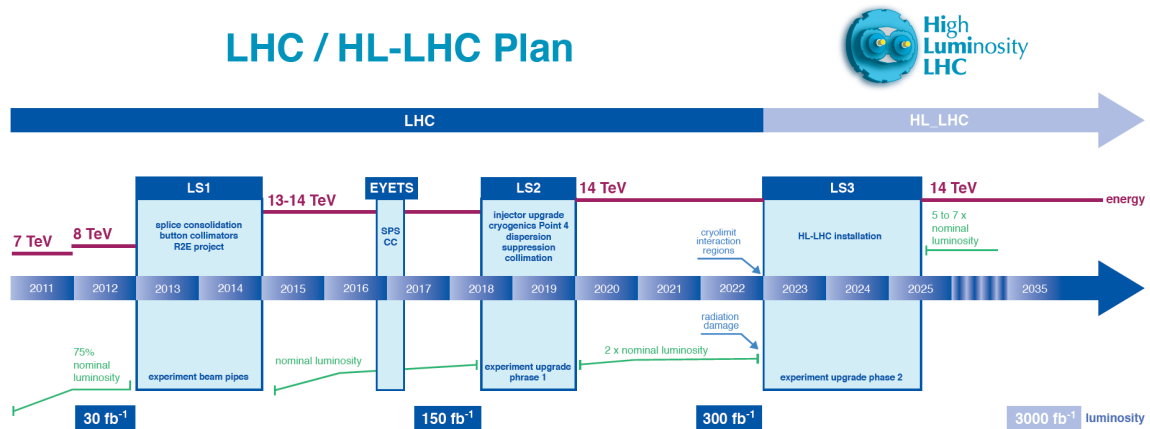 LHC / HL-LHC Plan
High
Luminosity
LHC
LHC
HL_LHC
LS1
EYETS
LS2
14 TeV
LS3
14 TeV
13-14 TeV
energy
7 TeV
8 TeV
splice consolidation
button collimators
R2E project
SPS
CC
injector upgrade
cryogenics Point 4
dispersion
suppression
collimation
cryolimit
interaction
regions
HL-LHC installation
5 to 7 x
nominal
luminosity
2011 2012 2013 2014 2015 2016 2017 2018 2019 2020 2021 2022 2023 2024 2025 2035
75%
nominal
luminosity
experiment beam pipes
nominal luminosity
experiment upgrade
phrase 1
2 x nominal luminosity
radiation
damage
experiment upgrade phase 2
30 fb-1
150 fb-1
300 fb-1
3000 fb-1
luminosity